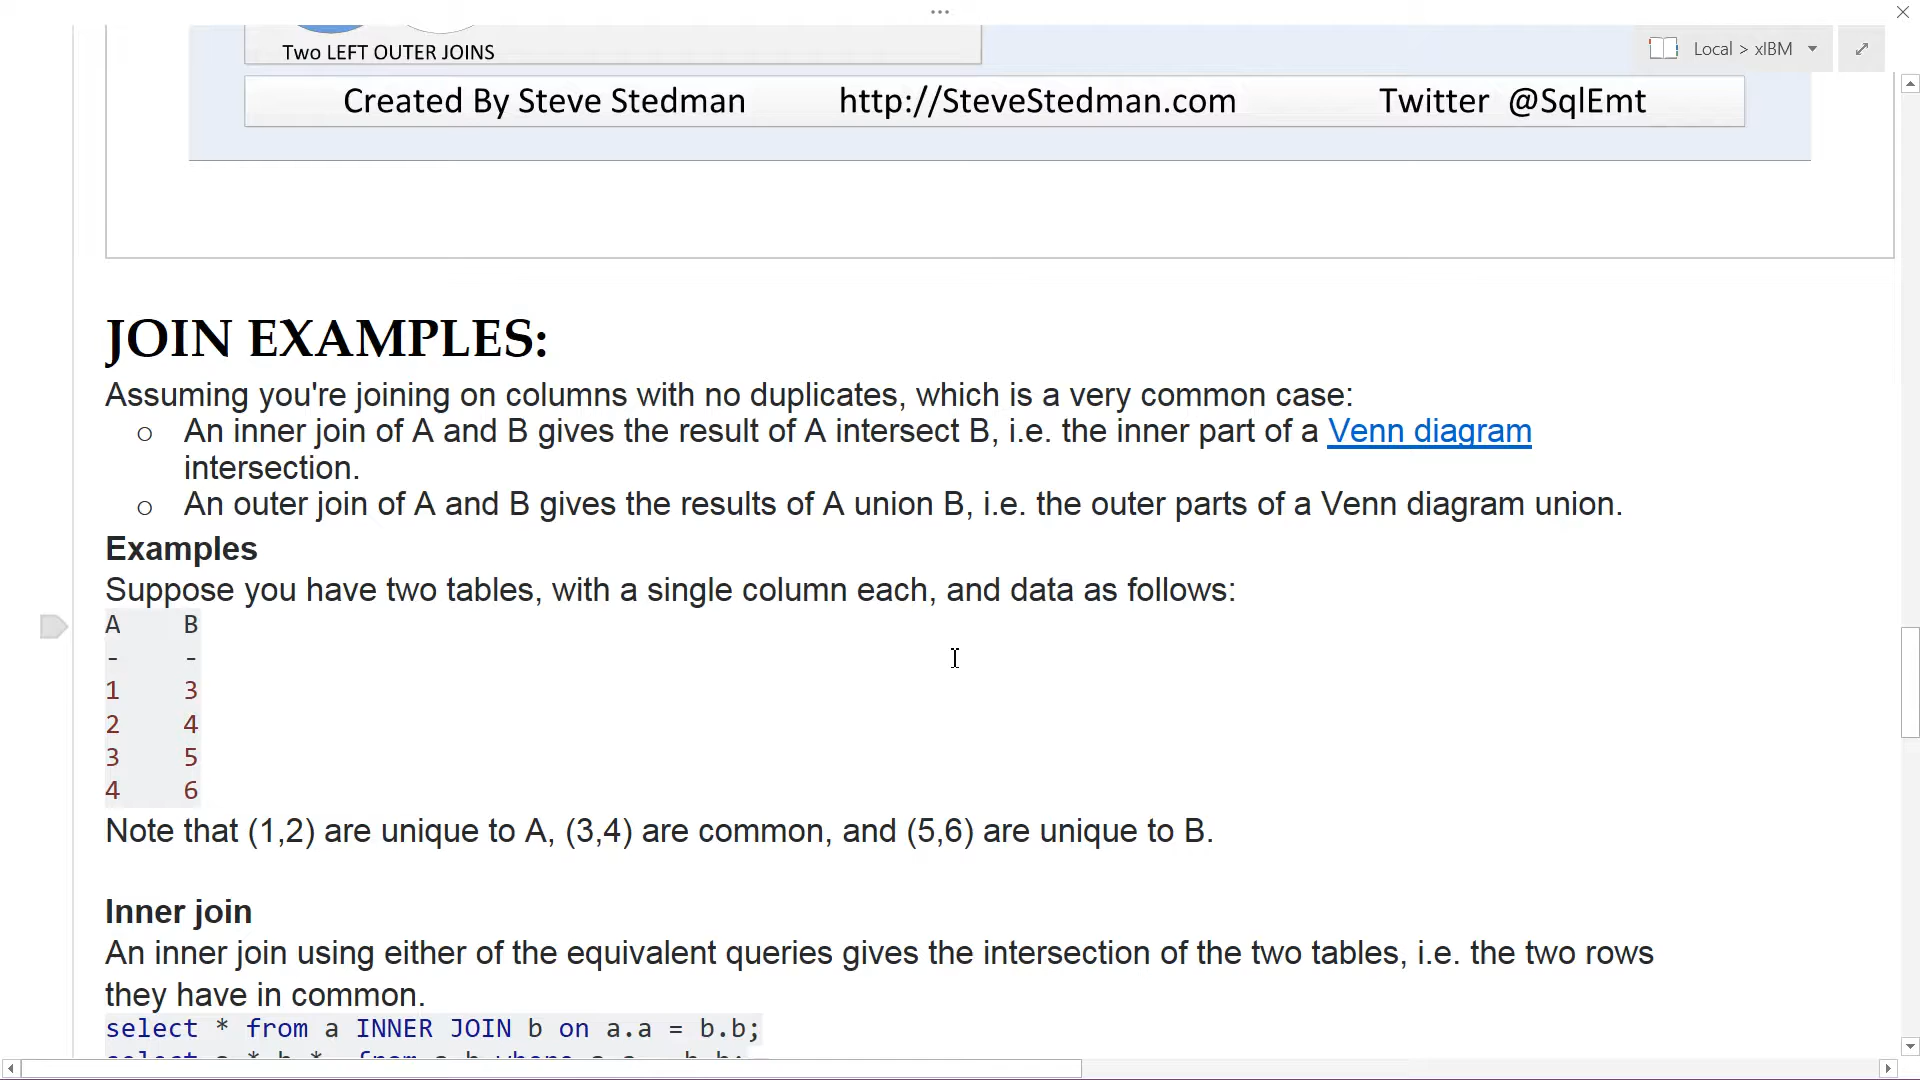 Two LEFT OUTER JOINS
Local > xIBM
Created By Steve Stedman http://SteveStedman.com Twitter @SqlEmt
JOIN EXAMPLES:
Assuming you're joining on columns with no duplicates, which is a very common case:
o An inner join of A and B gives the result of A intersect B, i.e. the inner part of a Venn diagram
intersection.
o An outer join of A and B gives the results of A union B, i.e. the outer parts of a Venn diagram union.
Examples
Suppose you have two tables, with a single column each, and data as follows:
A B
- -
1 3
2 4
3 5
4 6
Note that (1,2) are unique to A, (3,4) are common, and (5,6) are unique to B.
Inner join
An inner join using either of the equivalent queries gives the intersection of the two tables, i.e. the two rows
they have in common.
select * from a INNER JOIN b on a.a = b.b;